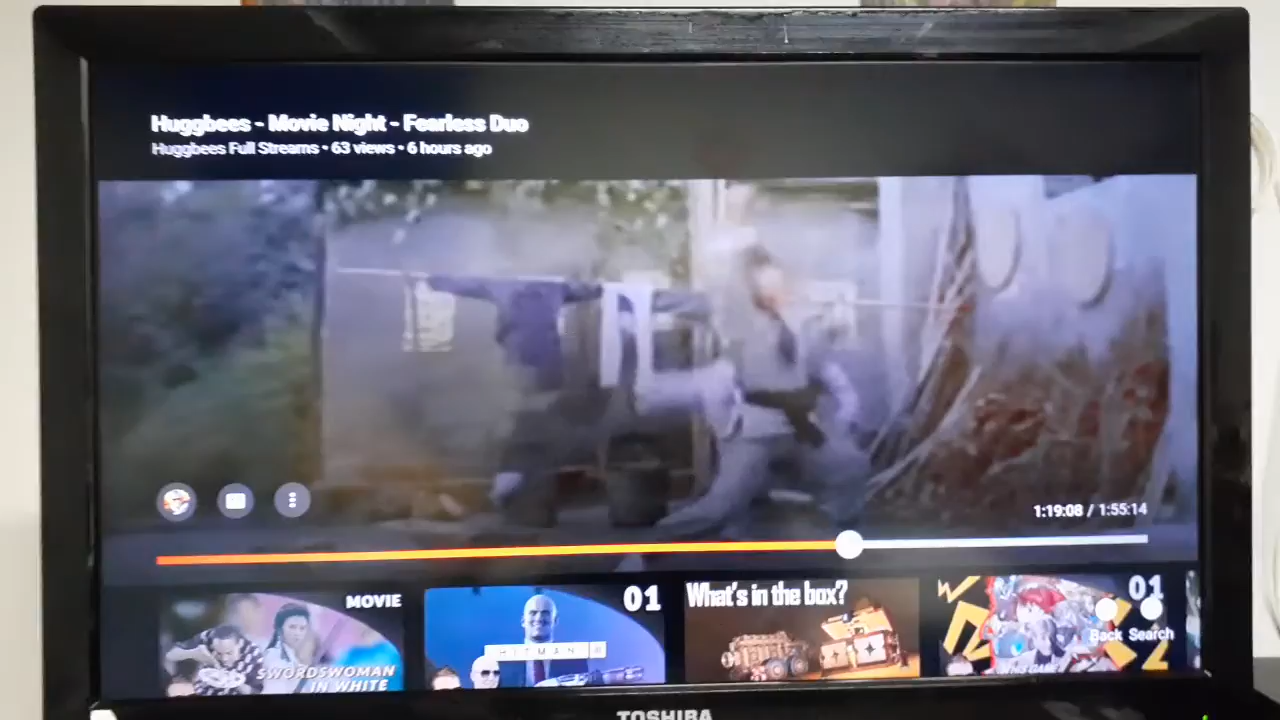 Huggbees - Movie Night - Fearless Duo
Huggbees Full Streams • 63 views • 6 hours ago
1:19:08 / 1:55:14
MOVIE
SWORDSWOMAN
IN WHITE
01
HITMAN
What's in the box?
01
Back Search
TOSHIBA